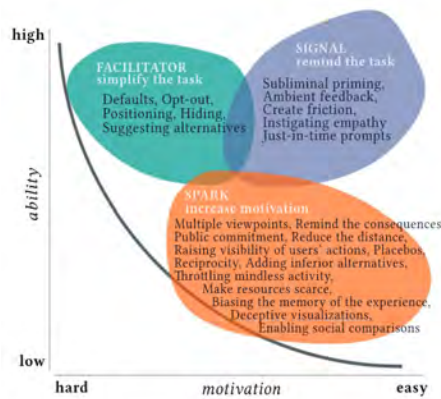 high
FACILITATOR
simplify the task
Defaults, Opt-out,
Positioning, Hiding,
Suggesting alternatives
SIGNAL
remind the task
Subliminal priming,
Ambient feedback,
Create friction,
Instigating empathy
Just-in-time prompts
SPARK
increase motivation
Multiple viewpoints, Remind the consequences
Public commitment, Reduce the distance,
Raising visibility of users' actions, Placebos,
Reciprocity, Adding inferior alternatives,
Throttling mindless activity,
Make resources scarce,
Biasing the memory of the experience,
Deceptive visualizations,
Enabling social comparisons
ability
low
hard
motivation
easy